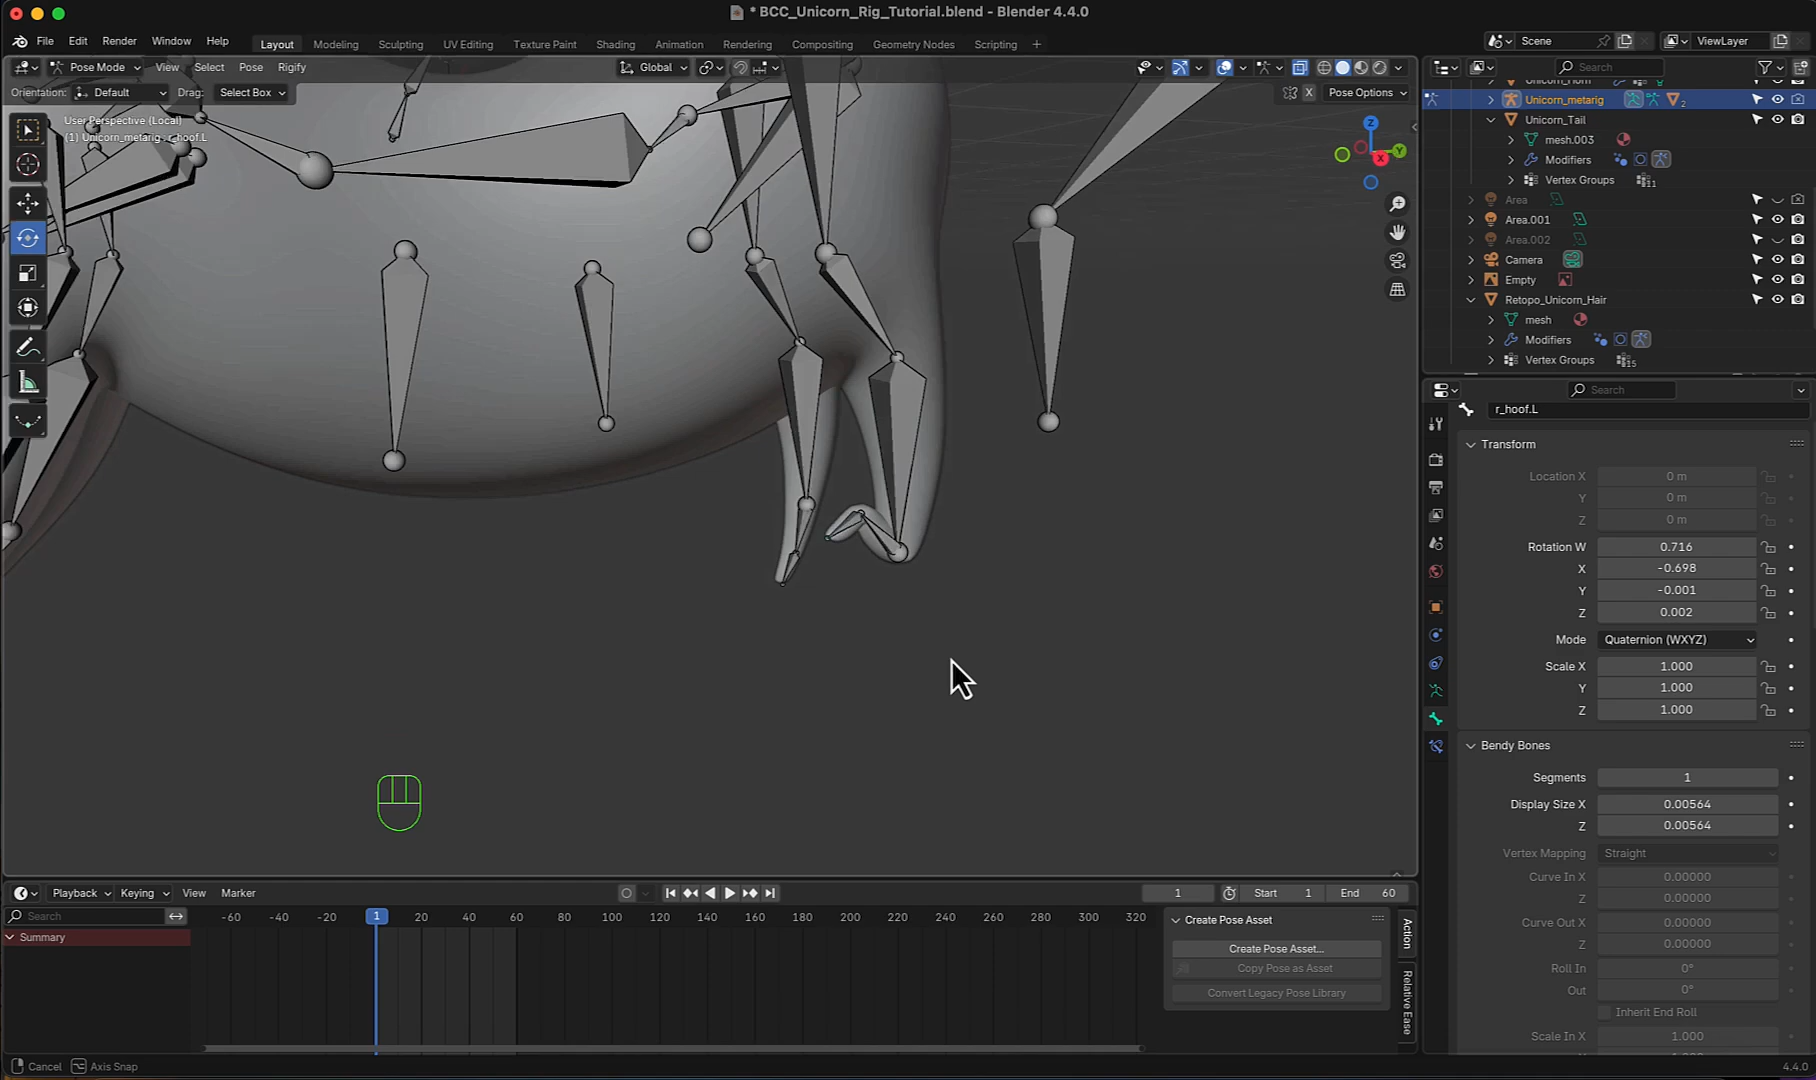 * BCC_Unicorn_Rig_Tutorial.blend - Blender 4.4.0
File Edit Render Window Help
Layout Modeling Sculpting UV Editing Texture Paint Shading Animation Rendering Compositing Geometry Nodes Scripting +
Scene
ViewLayer
Pose Mode View Select Pose Rigify
Global
Orientation: Default Drag: Select Box
X Pose Options
User Perspective (Local)
(1) Unicorn_metarig : r_hoof.L
Z
Y
X
Search
Unicorn_Horn
Unicorn_metarig 2
Unicorn_Tail
mesh.003
Modifiers
Vertex Groups 11
Area
Area.001
Area.002
Camera
Empty
Retopo_Unicorn_Hair
mesh
Modifiers
Vertex Groups 15
Search
r_hoof.L
Transform
Location X 0 m
Y 0 m
Z 0 m
Rotation W 0.716
X -0.698
Y -0.001
Z 0.002
Mode Quaternion (WXYZ)
Scale X 1.000
Y 1.000
Z 1.000
Bendy Bones
Segments 1
Display Size X 0.00564
Z 0.00564
Vertex Mapping Straight
Curve In X 0.00000
Z 0.00000
Curve Out X 0.00000
Z 0.00000
Roll In 0°
Out 0°
Inherit End Roll
Scale In X 1.000
Playback Keying View Marker
1 Start 1 End 60
Search
-60 -40 -20 1 20 40 60 80 100 120 140 160 180 200 220 240 260 280 300 320
Summary
Create Pose Asset
Create Pose Asset...
Copy Pose as Asset
Convert Legacy Pose Library
Action
Relative Ease
Cancel Axis Snap
4.4.0